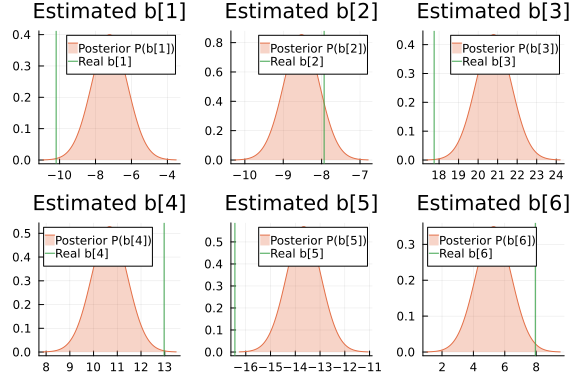 Estimated b[1]
0.4
0.3
0.2
0.1
0.0
Posterior P(b[1])
Real b[1]
−10 −8 −6 −4
Estimated b[2]
0.8
0.6
0.4
0.2
0.0
Posterior P(b[2])
Real b[2]
−10 −9 −8 −7
Estimated b[3]
0.4
0.3
0.2
0.1
0.0
Posterior P(b[3])
Real b[3]
18 19 20 21 22 23 24
Estimated b[4]
0.5
0.4
0.3
0.2
0.1
0.0
Posterior P(b[4])
Real b[4]
8 9 10 11 12 13
Estimated b[5]
0.5
0.4
0.3
0.2
0.1
0.0
Posterior P(b[5])
Real b[5]
−16 −15 −14 −13 −12 −11
Estimated b[6]
0.3
0.2
0.1
0.0
Posterior P(b[6])
Real b[6]
2 4 6 8